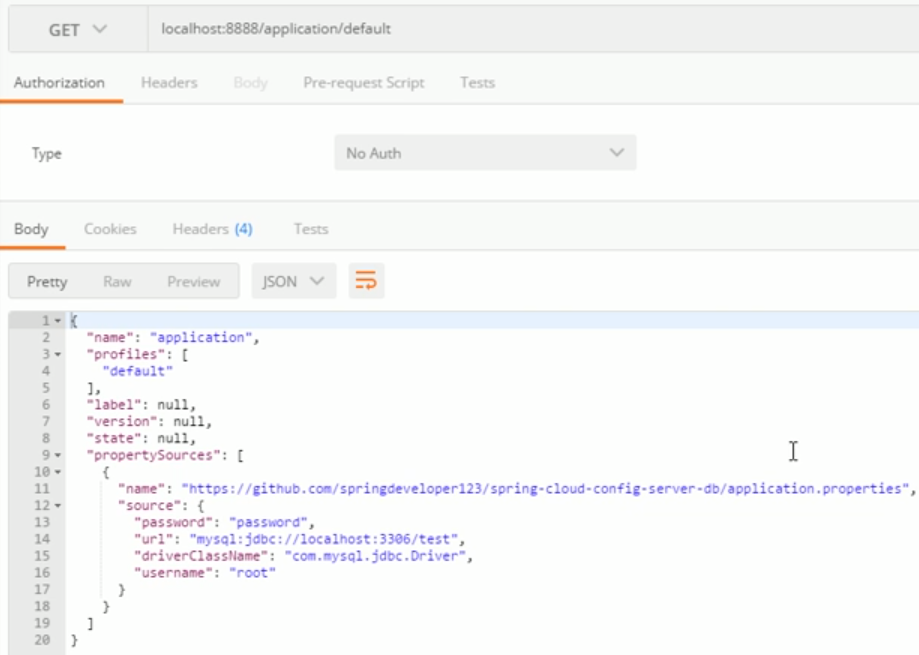 GET localhost:8888/application/default
Authorization Headers Body Pre-request Script Tests
Type No Auth
Body Cookies Headers (4) Tests
Pretty Raw Preview JSON
1 {
2 "name": "application",
3 "profiles": [
4 "default"
5 ],
6 "label": null,
7 "version": null,
8 "state": null,
9 "propertySources": [
10 {
11 "name": "https://github.com/springdeveloper123/spring-cloud-config-server-db/application.properties",
12 "source": {
13 "password": "password",
14 "url": "mysql:jdbc://localhost:3306/test",
15 "driverClassName": "com.mysql.jdbc.Driver",
16 "username": "root"
17 }
18 }
19 ]
20 }